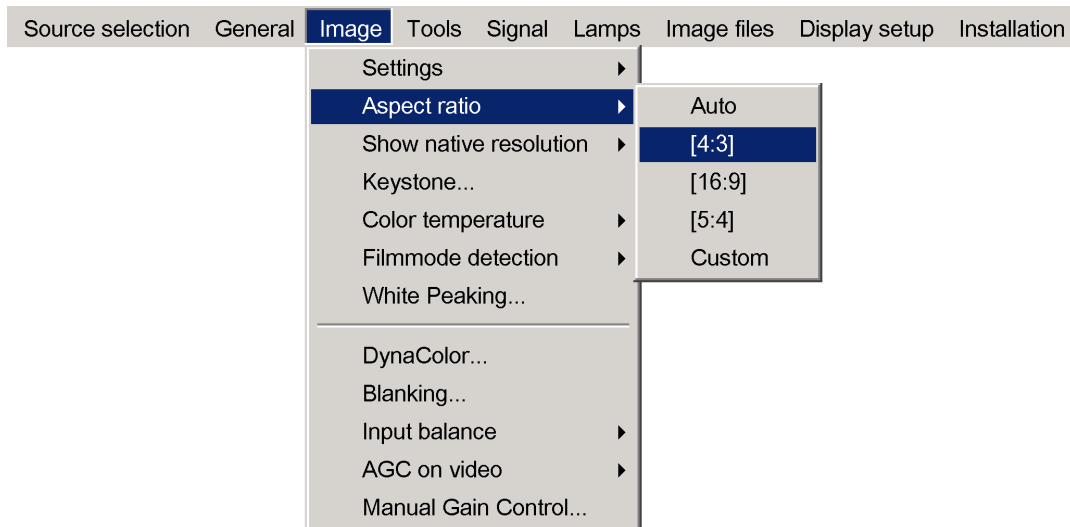 Source selection General Image Tools Signal Lamps Image files Display setup Installation
Settings
Aspect ratio
Show native resolution
Keystone...
Color temperature
Filmmode detection
White Peaking...
DynaColor...
Blanking...
Input balance
AGC on video
Manual Gain Control...
Auto
[4:3]
[16:9]
[5:4]
Custom